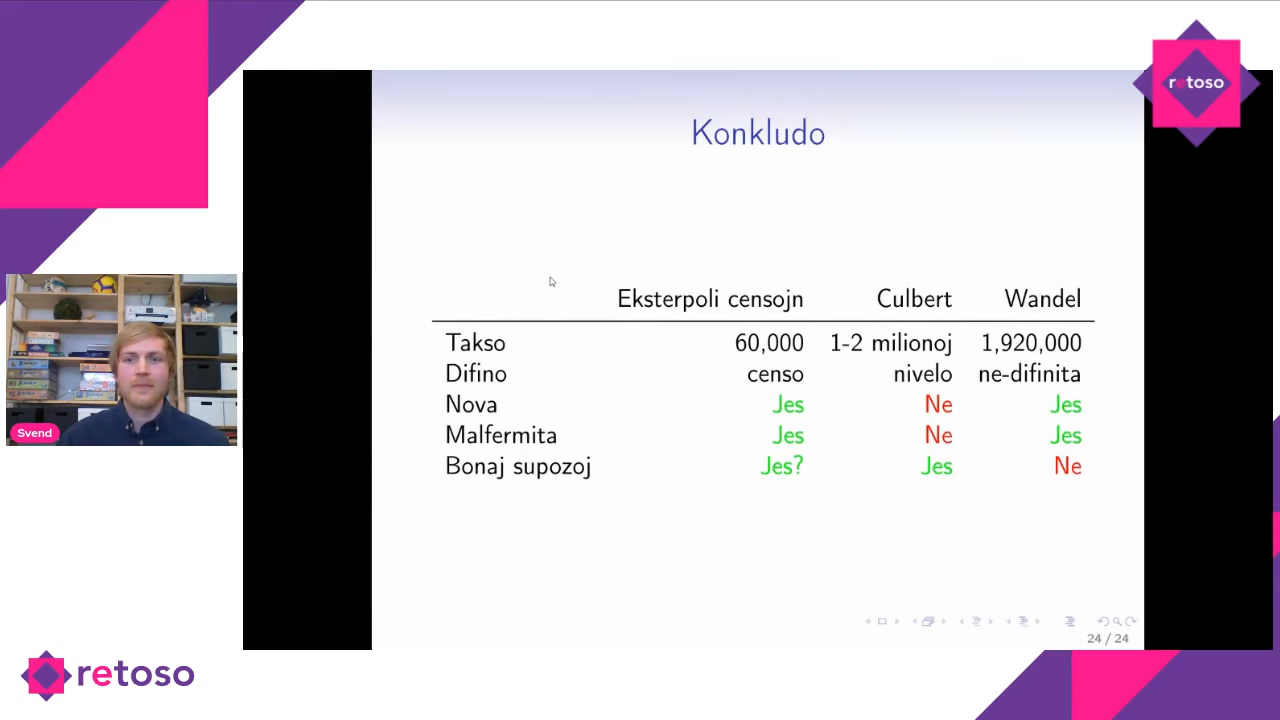 retoso
Konkludo
Eksterpoli censojn Culbert Wandel
Takso 60,000 1-2 milionoj 1,920,000
Difino censo nivelo ne-difinita
Nova Jes Ne Jes
Malfermita Jes Ne Jes
Bonaj supozoj Jes? Jes Ne
Svend
24 / 24
retoso